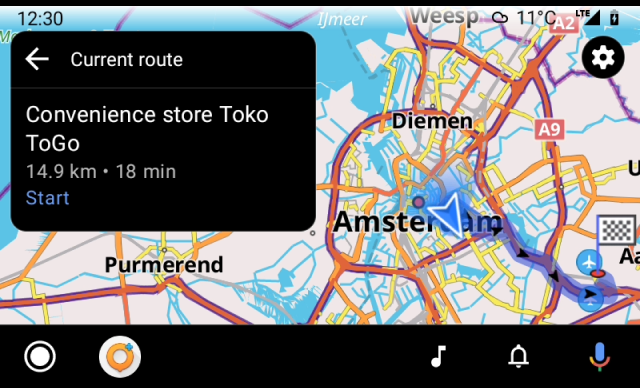 12:30
IJmeer
Weesp
11°C
LTE
A2
Current route
Convenience store Toko
ToGo
14.9 km • 18 min
Start
Diemen
A9
Amsterdam
Purmerend